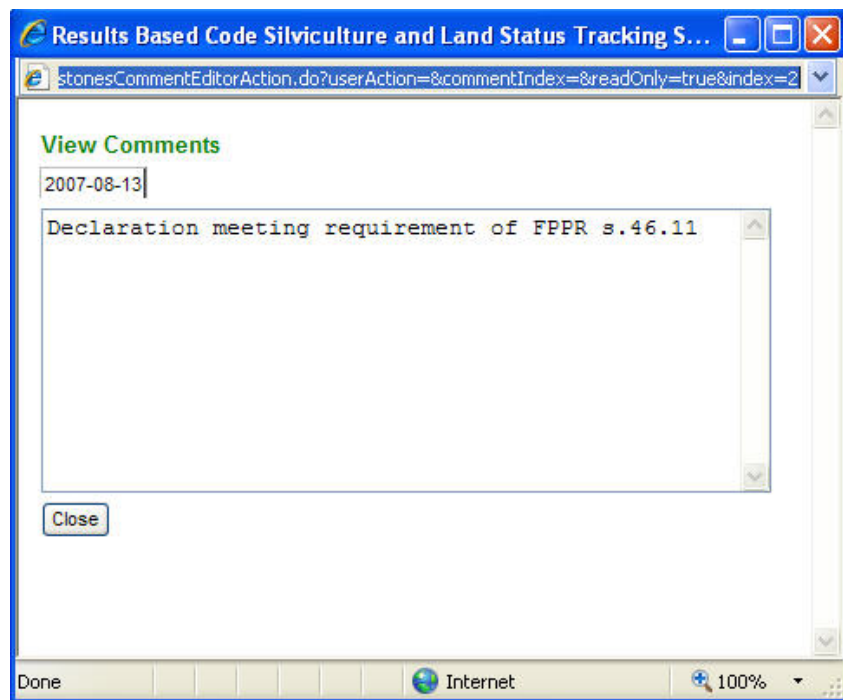 Results Based Code Silviculture and Land Status Tracking S...
stonesCommentEditorAction.do?userAction=&commentIndex=&readOnly=true&index=2
View Comments
2007-08-13
Declaration meeting requirement of FPPR s.46.11
Close
Done Internet 100%